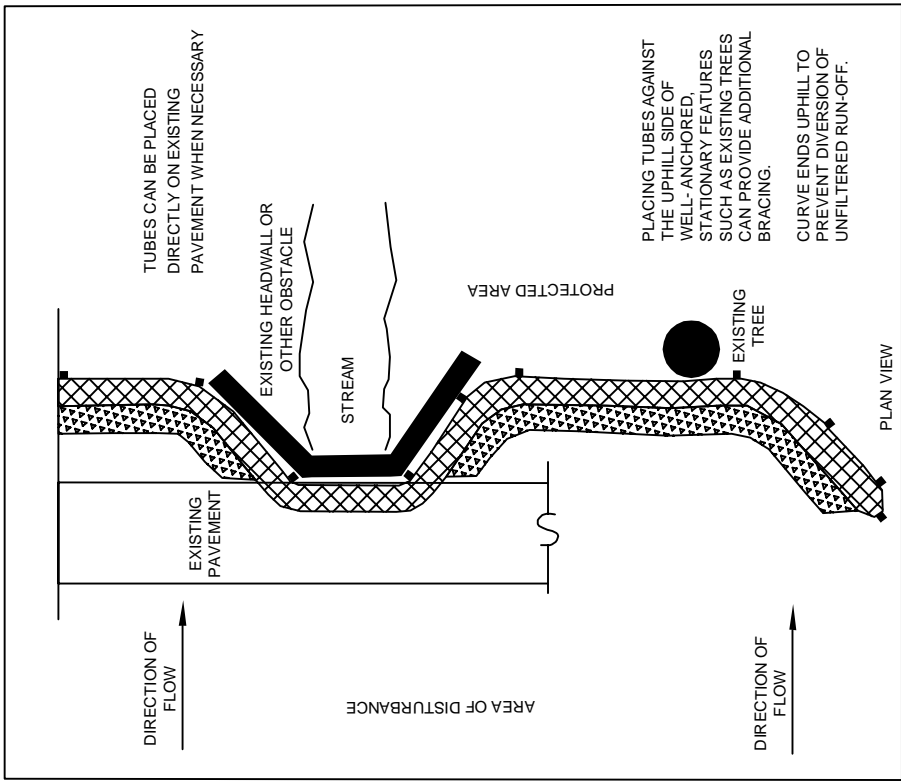 TUBES CAN BE PLACED
DIRECTLY ON EXISTING
PAVEMENT WHEN NECESSARY
EXISTING HEADWALL OR
OTHER OBSTACLE
STREAM
EXISTING
PAVEMENT
DIRECTION OF
FLOW
AREA OF DISTURBANCE
PROTECTED AREA
PLACING TUBES AGAINST
THE UPHILL SIDE OF
WELL- ANCHORED,
STATIONARY FEATURES
SUCH AS EXISTING TREES
CAN PROVIDE ADDITIONAL
BRACING.
EXISTING
TREE
CURVE ENDS UPHILL TO
PREVENT DIVERSION OF
UNFILTERED RUN-OFF.
DIRECTION OF
FLOW
PLAN VIEW